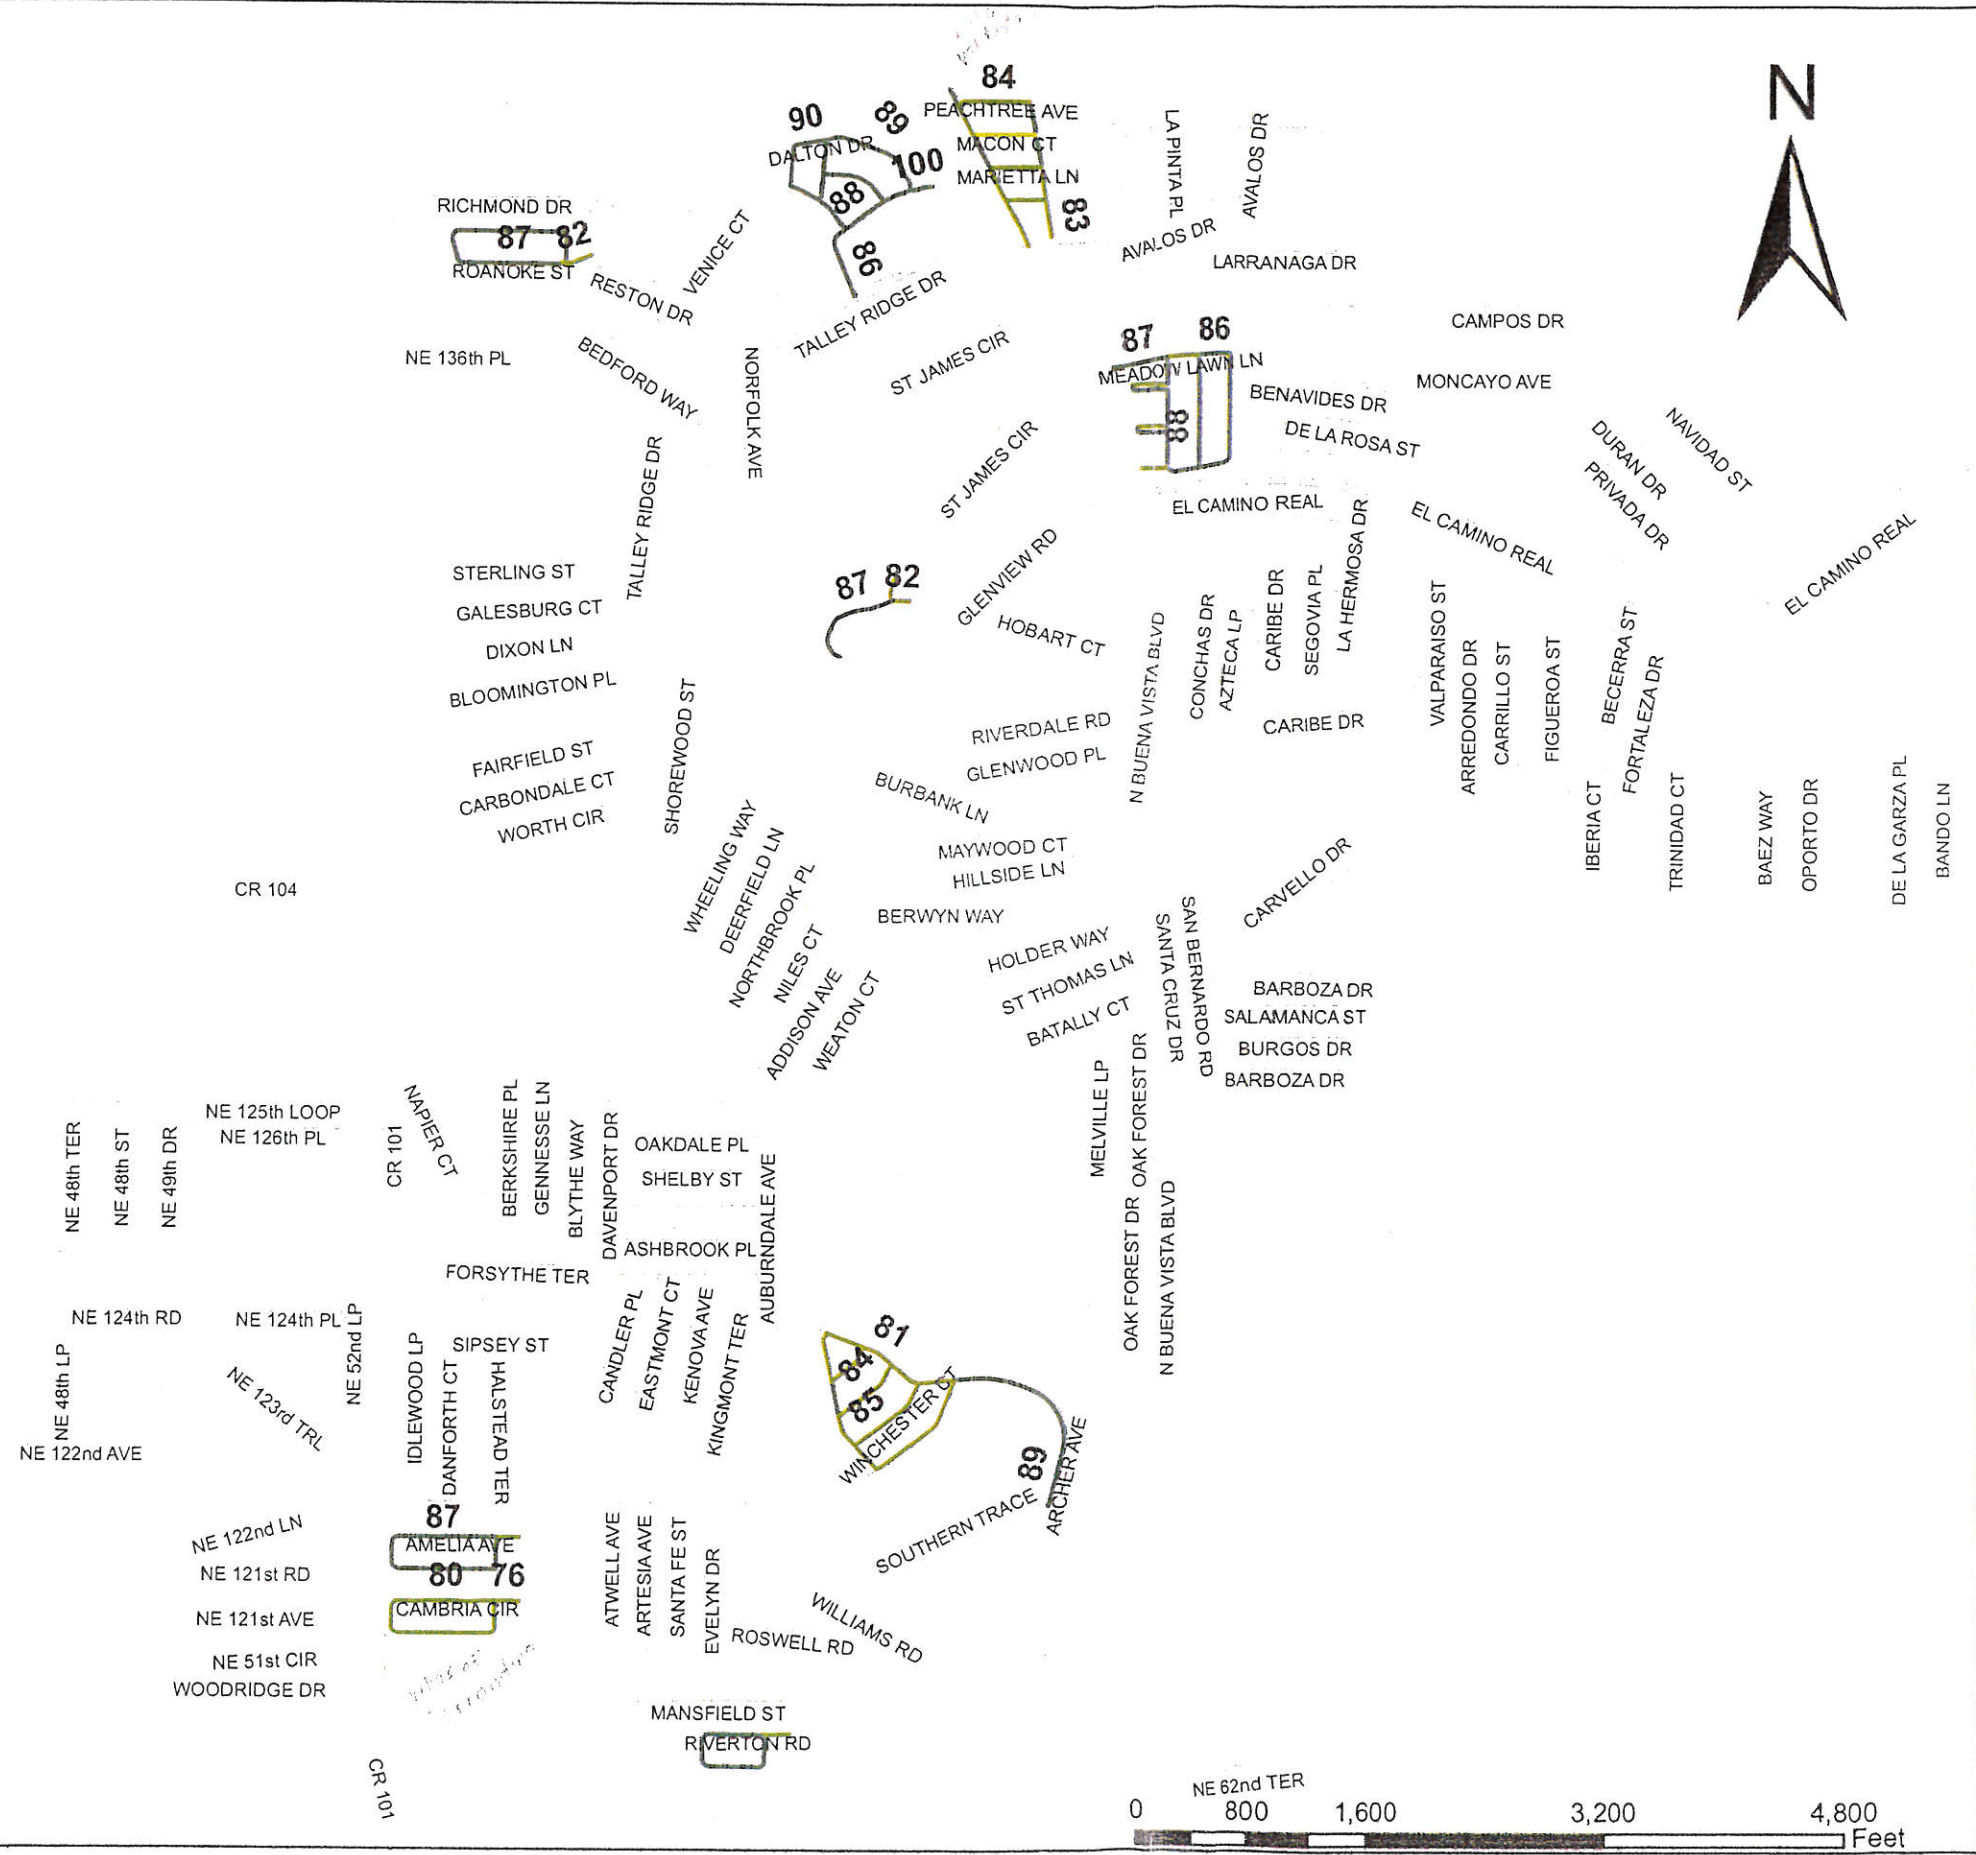 N
84
PEACHTREE AVE
90
89
DALTON DR
MACON CT
100
MARIETTA LN
88
83
86
LA PINTA PL
AVALOS DR
AVALOS DR
LARRANAGA DR
RICHMOND DR
87 82
ROANOKE ST
RESTON DR
VENICE CT
TALLEY RIDGE DR
ST JAMES CIR
NE 136th PL
BEDFORD WAY
NORFOLK AVE
87
86
MEADOW LAWN LN
88
BENAVIDES DR
DE LA ROSA ST
CAMPOS DR
MONCAYO AVE
DURAN DR
NAVIDAD ST
PRIVADA DR
TALLEY RIDGE DR
ST JAMES CIR
EL CAMINO REAL
LA HERMOSA DR
EL CAMINO REAL
EL CAMINO REAL
STERLING ST
GALESBURG CT
DIXON LN
BLOOMINGTON PL
87 82
GLENVIEW RD
HOBART CT
N BUENA VISTA BLVD
CONCHAS DR
AZTECA LP
CARIBE DR
SEGOVIA PL
VALPARAISO ST
ARREDONDO DR
CARRILLO ST
FIGUEROA ST
BECERRA ST
FORTALEZA DR
SHOREWOOD ST
RIVERDALE RD
GLENWOOD PL
CARIBE DR
FAIRFIELD ST
CARBONDALE CT
WORTH CIR
BURBANK LN
IBERIA CT
TRINIDAD CT
BAEZ WAY
OPORTO DR
DE LA GARZA PL
BANDO LN
WHEELING WAY
DEERFIELD LN
NORTHBROOK PL
NILES CT
ADDISON AVE
WEATON CT
MAYWOOD CT
HILLSIDE LN
BERWYN WAY
CR 104
CARVELLO DR
HOLDER WAY
ST THOMAS LN
BATALLY CT
SANTA CRUZ DR
SAN BERNARDO RD
BARBOZA DR
SALAMANCA ST
BURGOS DR
BARBOZA DR
MELVILLE LP
OAK FOREST DR
OAK FOREST DR
N BUENA VISTA BLVD
NE 125th LOOP
NE 126th PL
NE 48th TER
NE 48th ST
NE 49th DR
CR 101
NAPIER CT
BERKSHIRE PL
GENNESSE LN
BLYTHE WAY
DAVENPORT DR
OAKDALE PL
SHELBY ST
AUBURNDALE AVE
ASHBROOK PL
FORSYTHE TER
NE 124th RD
NE 124th PL
NE 52nd LP
NE 48th LP
NE 123rd TRL
NE 122nd AVE
IDLEWOOD LP
SIPSEY ST
DANFORTH CT
HALSTEAD TER
CANDLER PL
EASTMONT CT
KENOVA AVE
KINGMONT TER
81
84
85
WINCHESTER CT
89
ARCHER AVE
SOUTHERN TRACE
NE 122nd LN
NE 121st RD
NE 121st AVE
NE 51st CIR
WOODRIDGE DR
87
AMELIA AVE
80 76
CAMBRIA CIR
ATWELL AVE
ARTESIA AVE
SANTA FE ST
EVELYN DR
ROSWELL RD
WILLIAMS RD
MANSFIELD ST
RIVERTON RD
CR 101
NE 62nd TER
0 800 1,600 3,200 4,800
Feet